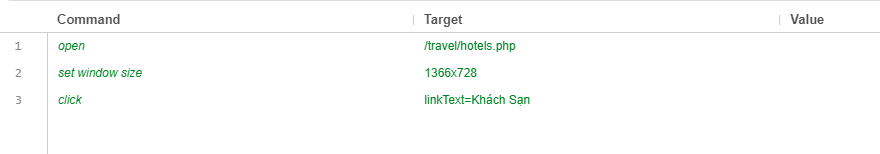 Command Target Value
1 open /travel/hotels.php
2 set window size 1366x728
3 click linkText=Khách Sạn